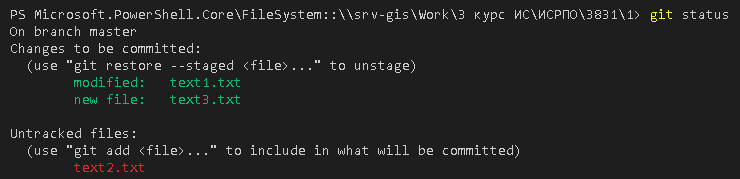 PS Microsoft.PowerShell.Core\FileSystem::\\srv-gis\Work\3 курс ИС\ИСРПО\3831\1> git status
On branch master
Changes to be committed:
(use "git restore --staged <file>..." to unstage)
modified: text1.txt
new file: text3.txt
Untracked files:
(use "git add <file>..." to include in what will be committed)
text2.txt